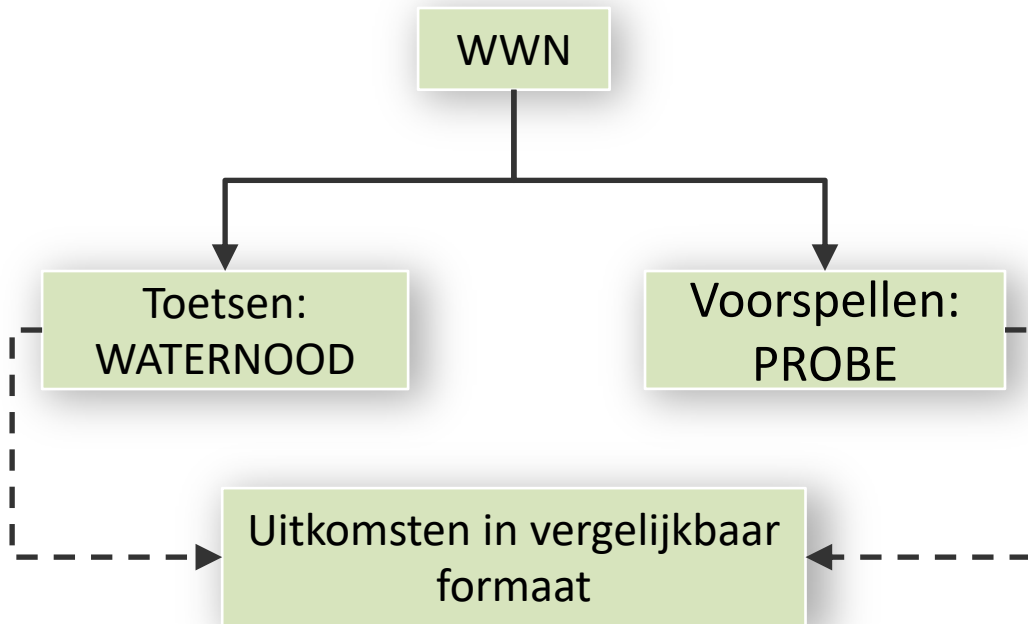 WWN
Toetsen:
WATERNOOD
Voorspellen:
PROBE
Uitkomsten in vergelijkbaar
formaat